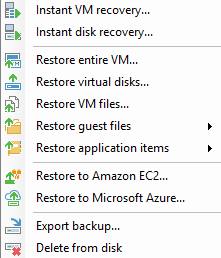 Instant VM recovery...
Instant disk recovery...
Restore entire VM...
Restore virtual disks...
Restore VM files...
Restore guest files
Restore application items
Restore to Amazon EC2...
Restore to Microsoft Azure...
Export backup...
Delete from disk